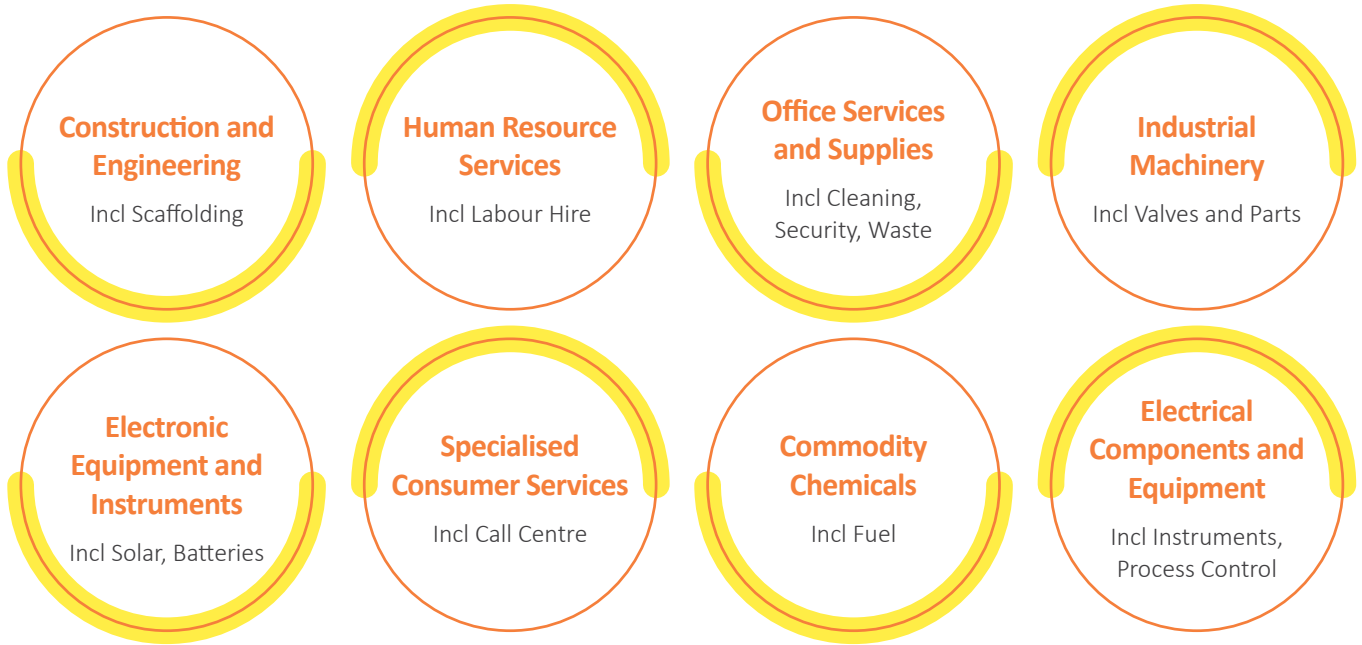 Construction and
Engineering
Incl Scaffolding
Human Resource
Services
Incl Labour Hire
Office Services
and Supplies
Incl Cleaning,
Security, Waste
Industrial
Machinery
Incl Valves and Parts
Electronic
Equipment and
Instruments
Incl Solar, Batteries
Specialised
Consumer Services
Incl Call Centre
Commodity
Chemicals
Incl Fuel
Electrical
Components and
Equipment
Incl Instruments,
Process Control